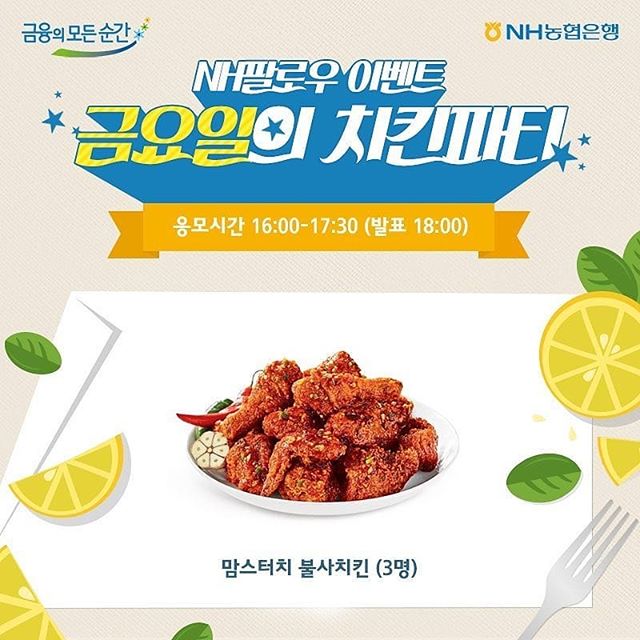 금융의 모든 순간
NH농협은행
NH팔로우 이벤트
금요일의 치킨파티
응모시간 16:00-17:30 (발표 18:00)
맘스터치 불사치킨 (3명)